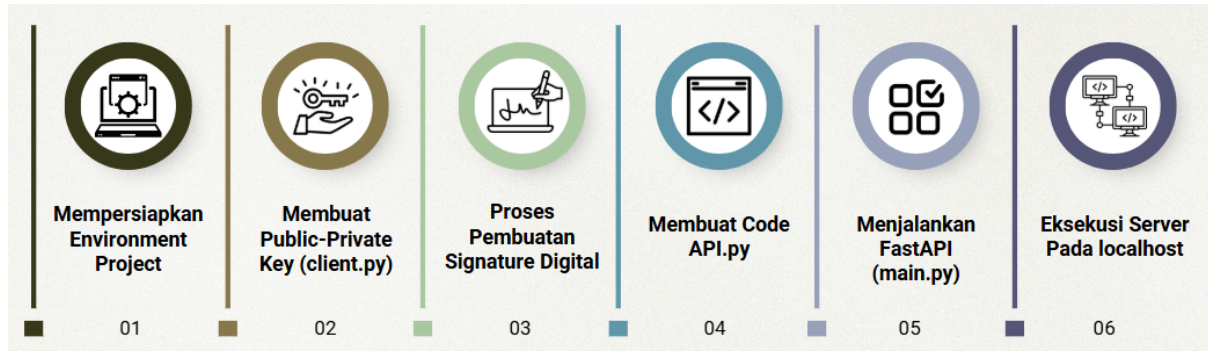 Mempersiapkan
Environment
Project
01
Membuat
Public-Private
Key (client.py)
02
Proses
Pembuatan
Signature Digital
03
</>
Membuat Code
API.py
04
Menjalankan
FastAPI
(main.py)
05
</>
</>
Eksekusi Server
Pada localhost
06